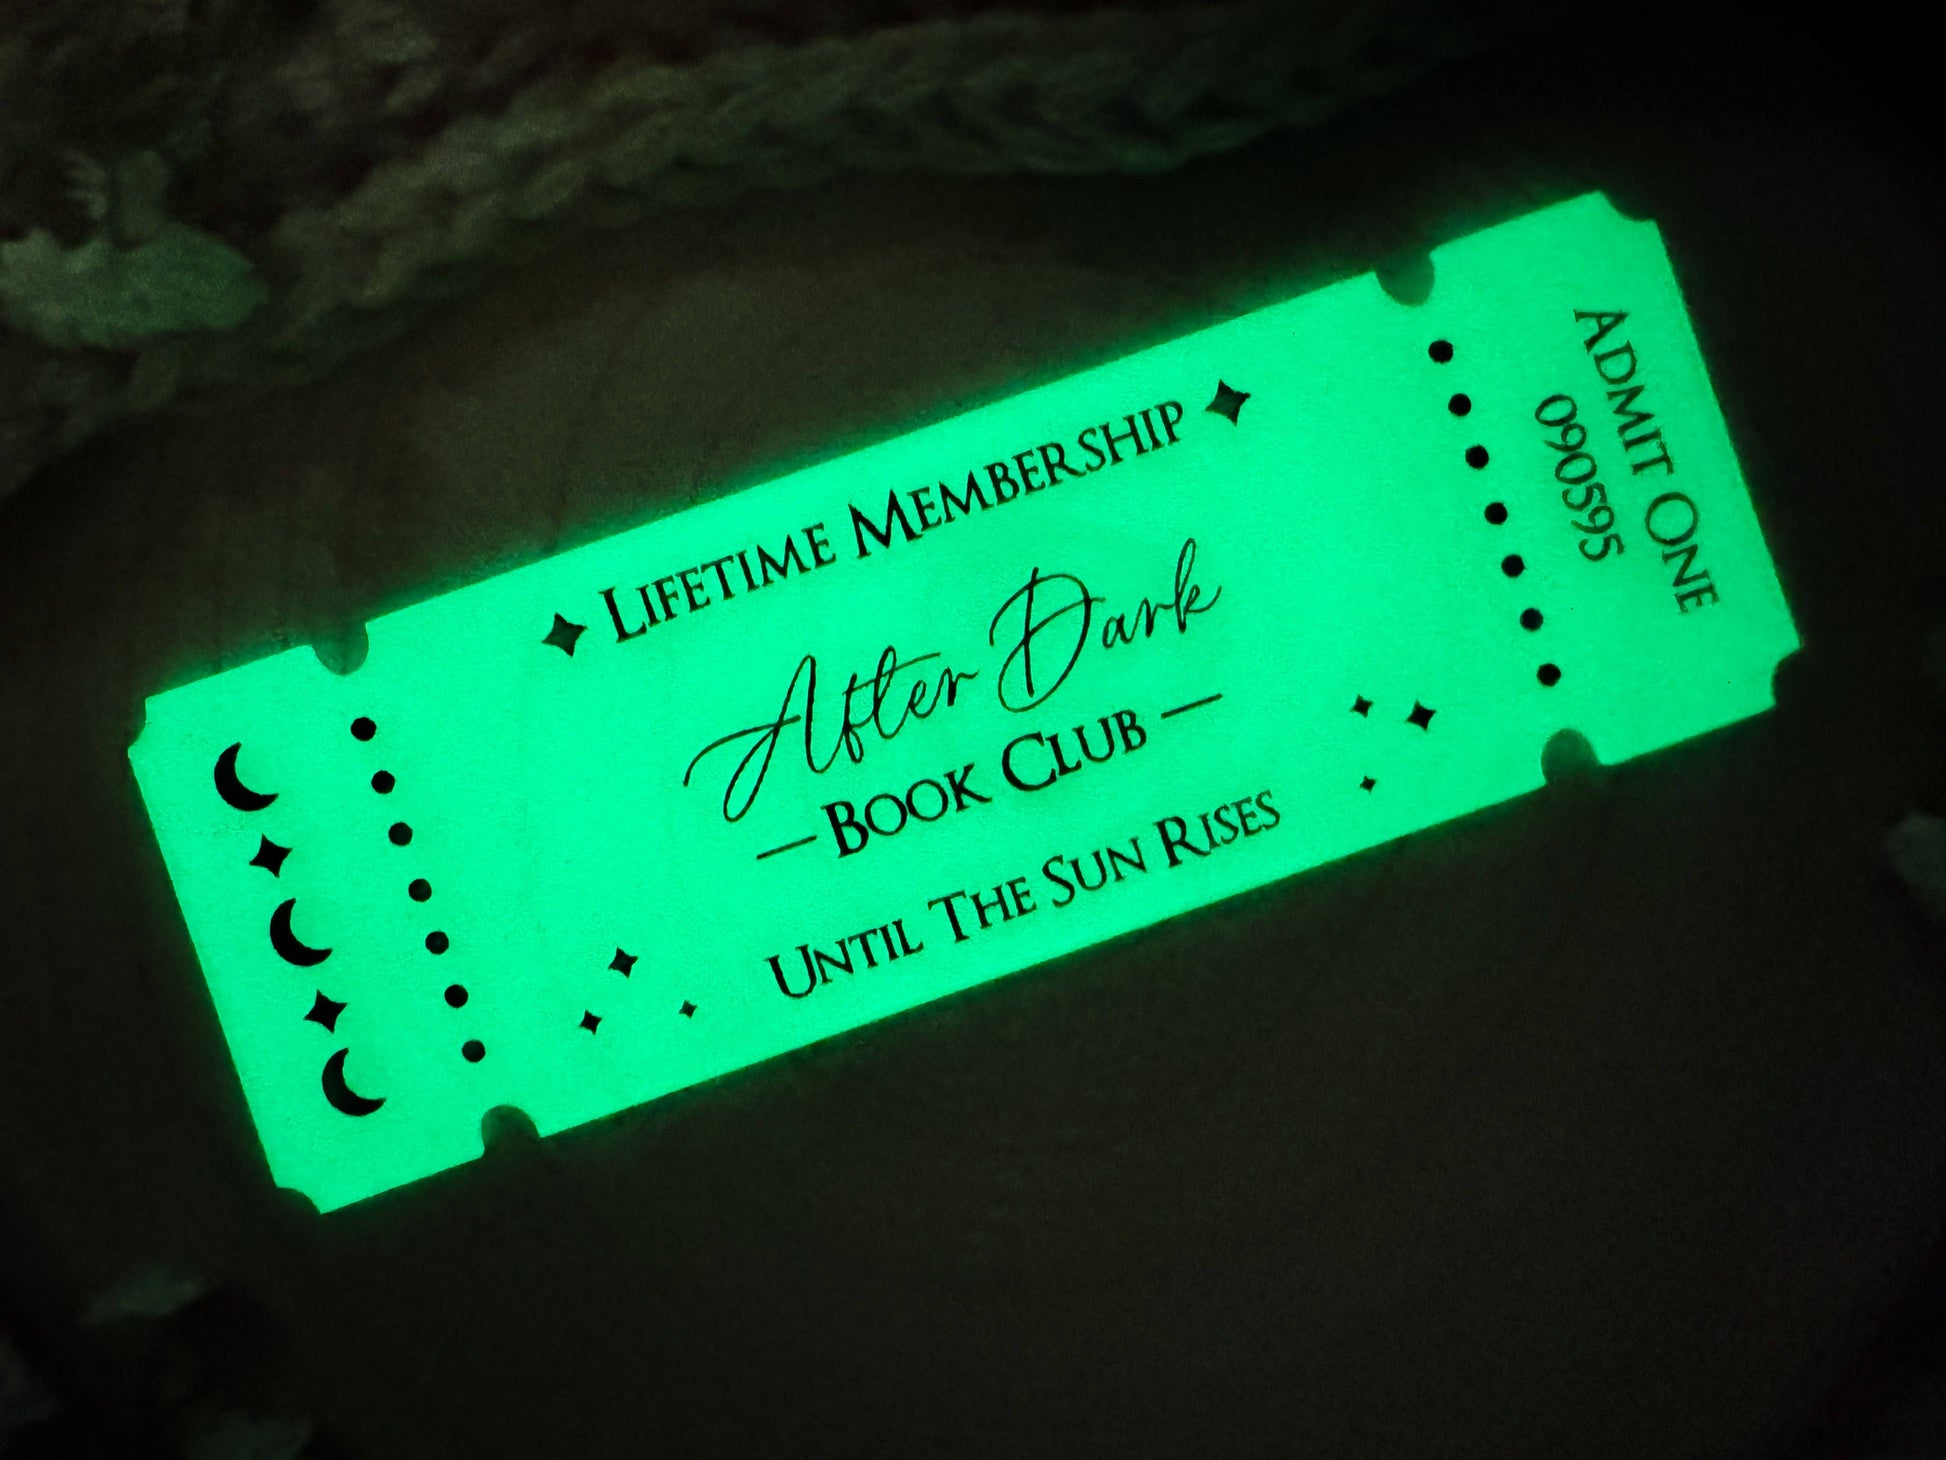 Lifetime Membership
After Dark
Book Club
Until The Sun Rises
Admit One
090595